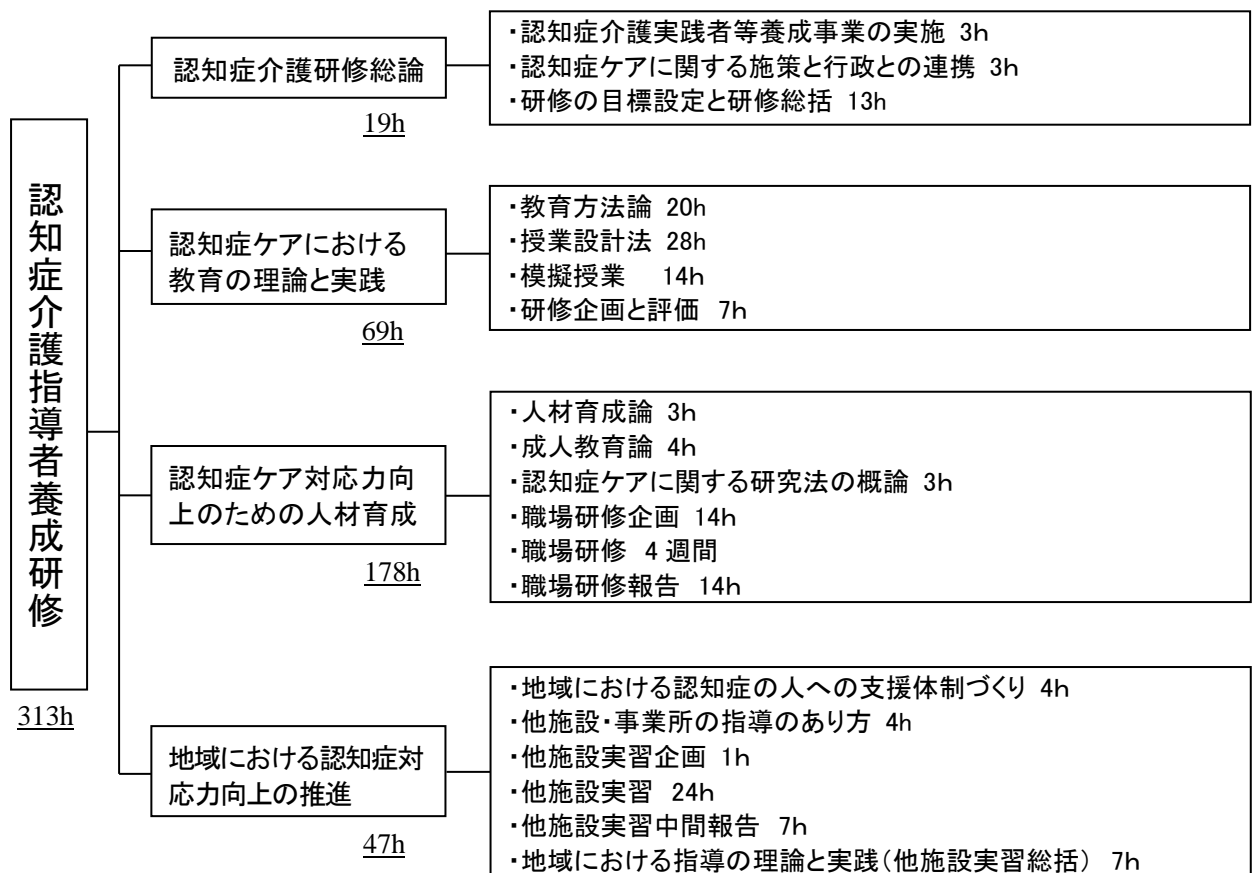 認知症介護指導者養成研修
313h
認知症介護研修総論
19h
・認知症介護実践者等養成事業の実施 3h
・認知症ケアに関する施策と行政との連携 3h
・研修の目標設定と研修総括 13h
認知症ケアにおける
教育の理論と実践
69h
・教育方法論 20h
・授業設計法 28h
・模擬授業 14h
・研修企画と評価 7h
認知症ケア対応力向
上のための人材育成
178h
・人材育成論 3h
・成人教育論 4h
・認知症ケアに関する研究法の概論 3h
・職場研修企画 14h
・職場研修 4週間
・職場研修報告 14h
地域における認知症対
応力向上の推進
47h
・地域における認知症の人への支援体制づくり 4h
・他施設・事業所の指導のあり方 4h
・他施設実習企画 1h
・他施設実習 24h
・他施設実習中間報告 7h
・地域における指導の理論と実践(他施設実習総括) 7h